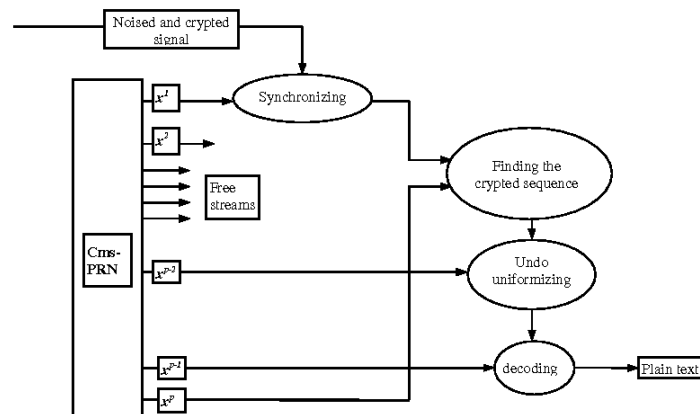 Noised and crypted
signal
x¹
Synchronizing
x²
Free
streams
Finding the
crypted sequence
Cms-
PRN
xᵖ⁻²
Undo
uniformizing
xᵖ⁻¹
decoding
Plain text
xᵖ